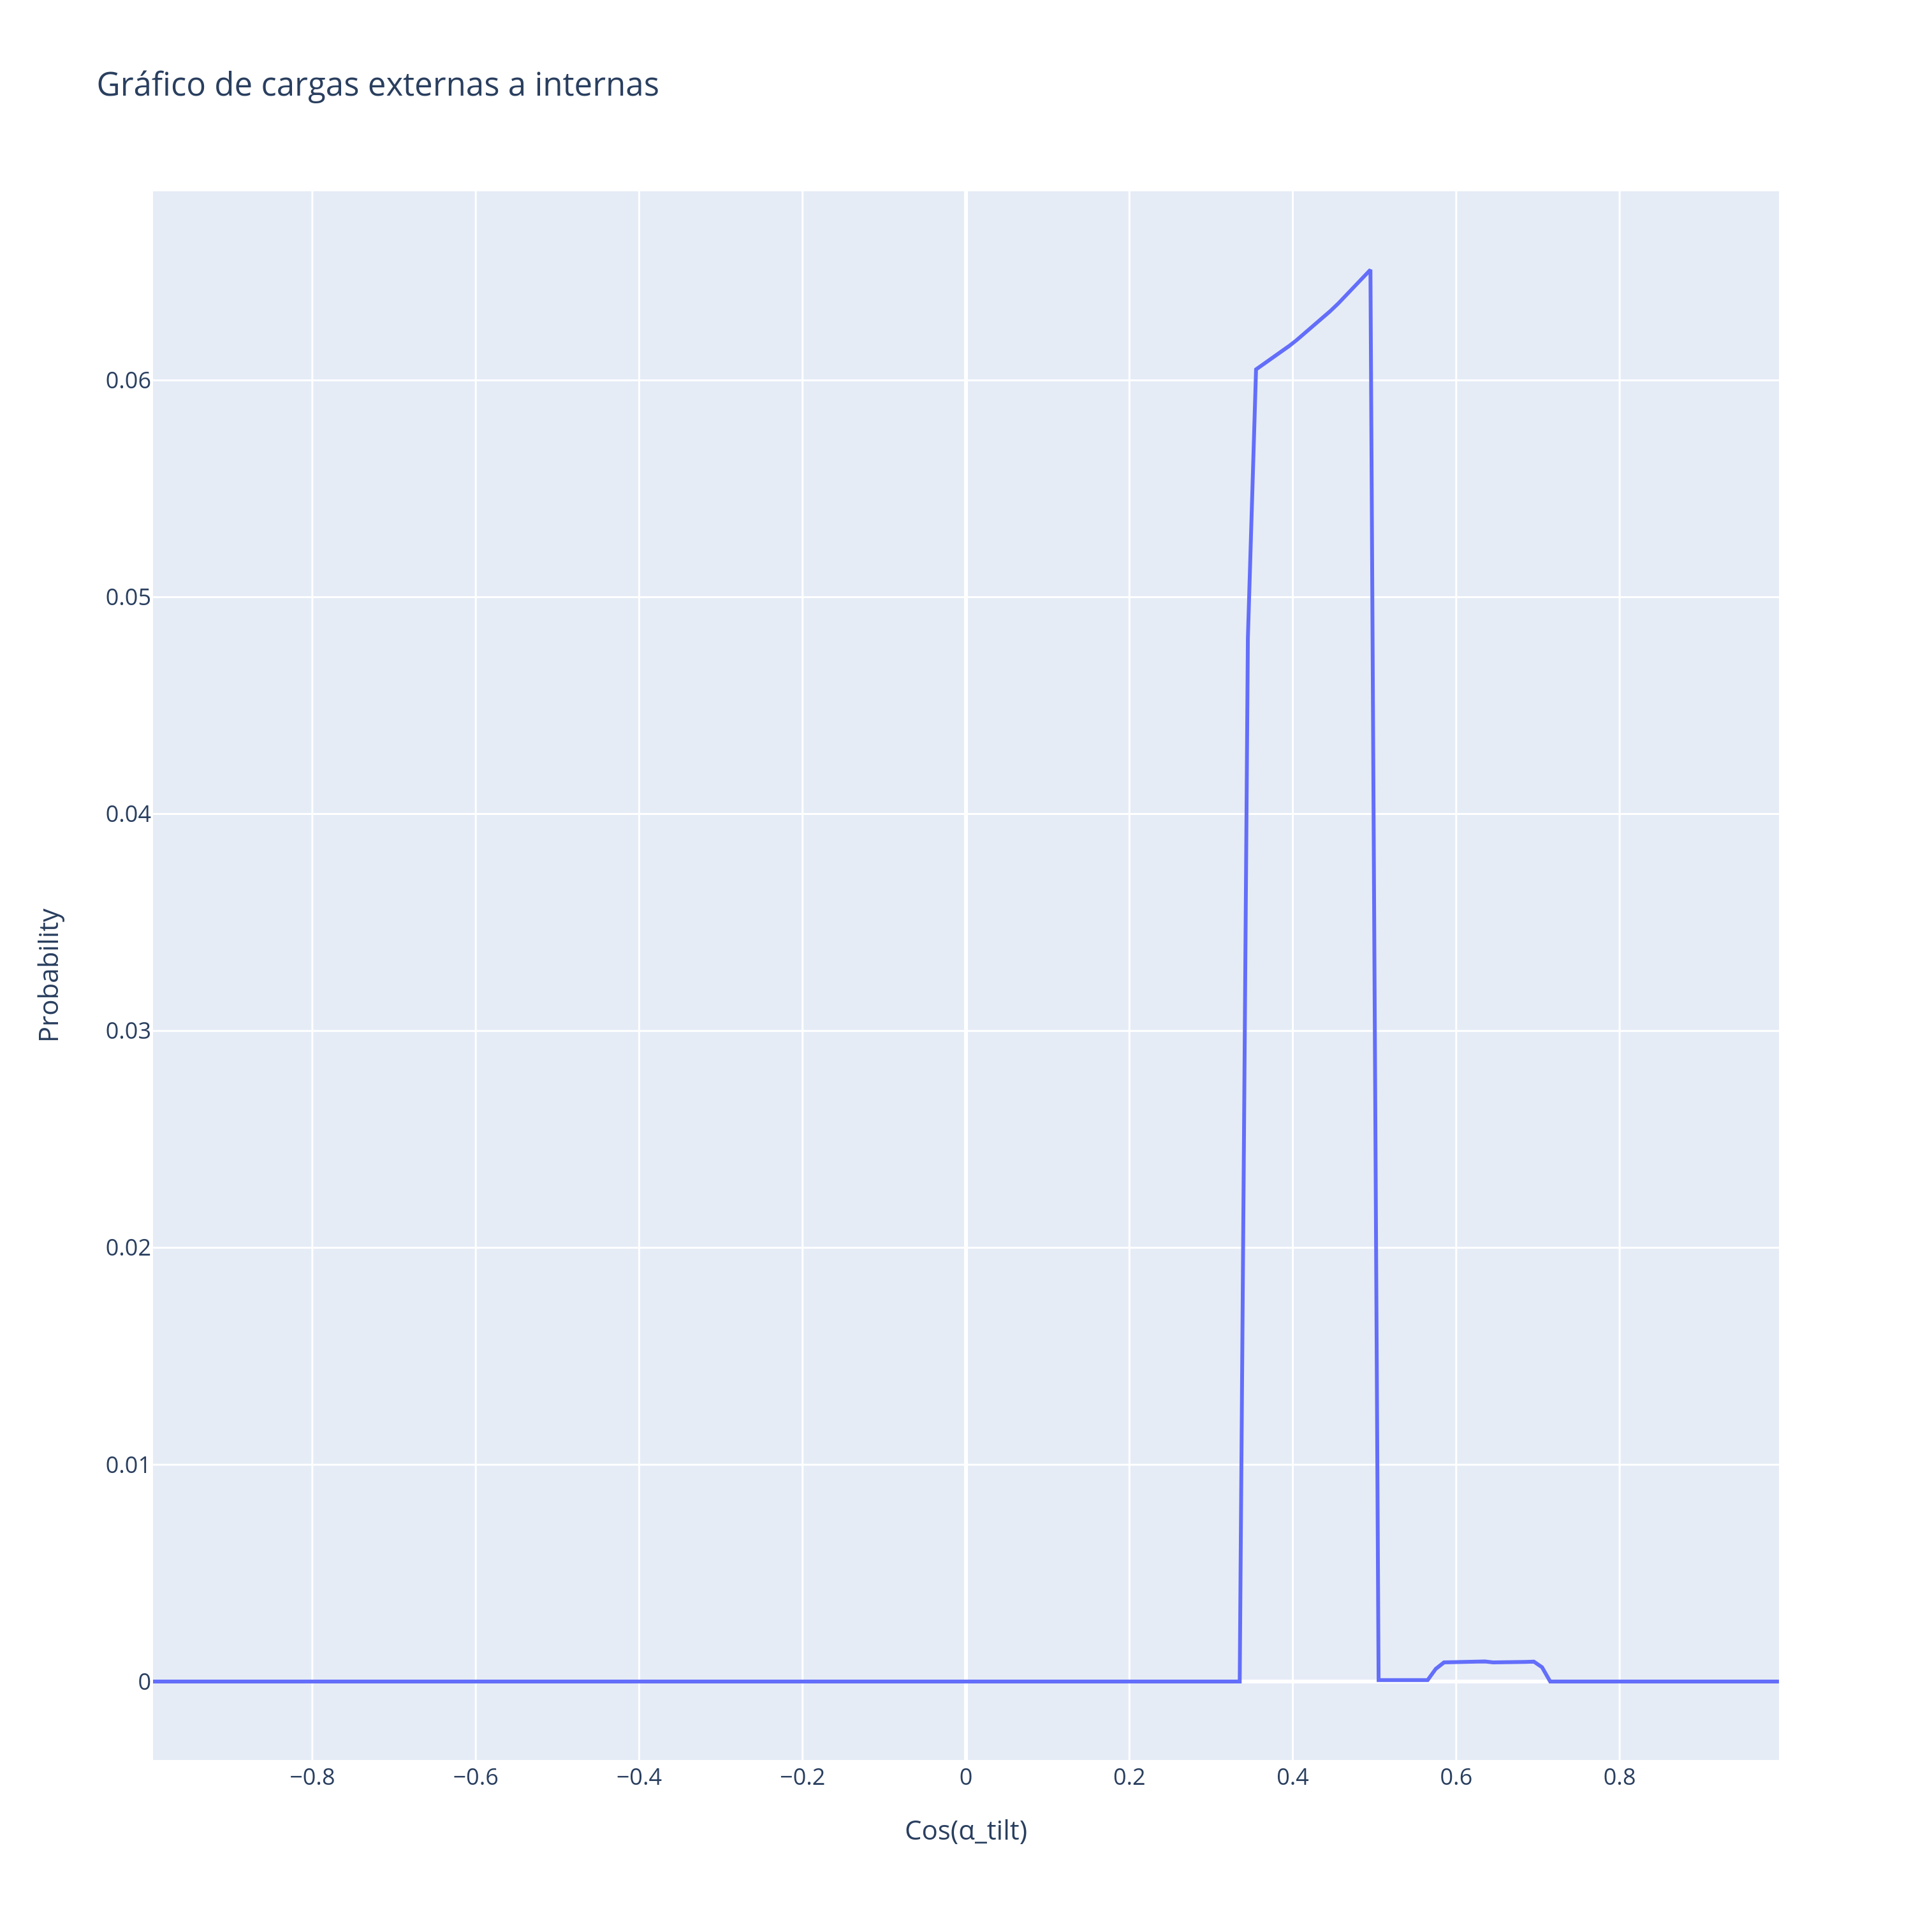 Gráfico de cargas externas a internas
0.06
0.05
0.04
0.03
0.02
0.01
0
Probability
−0.8 −0.6 −0.4 −0.2 0 0.2 0.4 0.6 0.8
Cos(α_tilt)